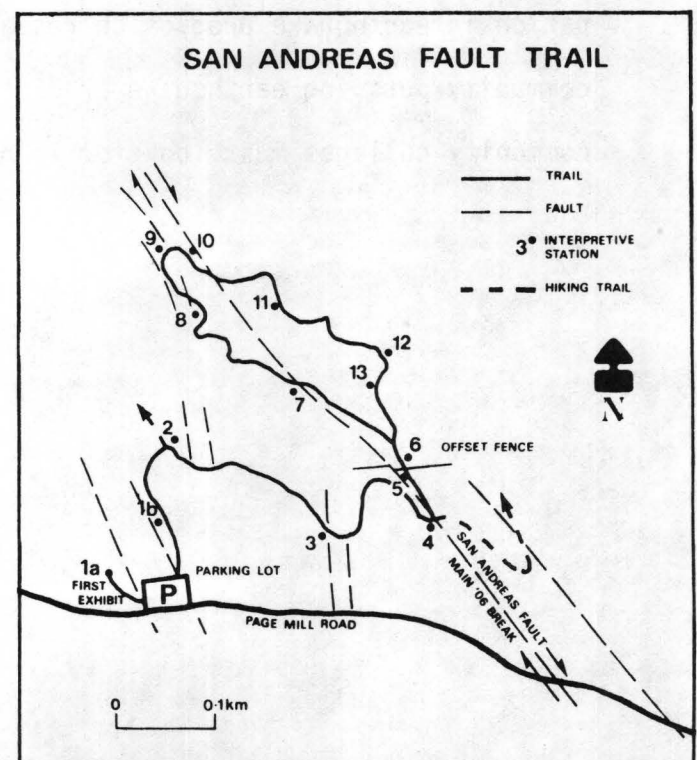 SAN ANDREAS FAULT TRAIL
TRAIL
FAULT
3 INTERPRETIVE
STATION
HIKING TRAIL
N
9
10
11
8
12
13
7
6
OFFSET FENCE
5
2
1b
3
4
1a
FIRST
EXHIBIT
P
PARKING LOT
SAN ANDREAS FAULT
MAIN '06 BREAK
PAGE MILL ROAD
0 0·1km